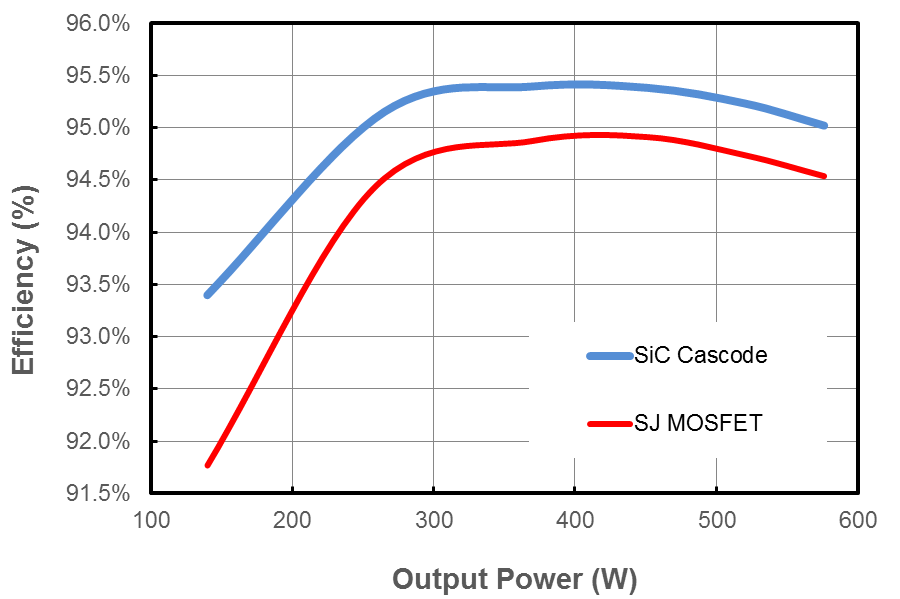 96.0%
95.5%
95.0%
94.5%
94.0%
93.5%
93.0%
92.5%
92.0%
91.5%
Efficiency (%)
SiC Cascode
SJ MOSFET
100 200 300 400 500 600
Output Power (W)